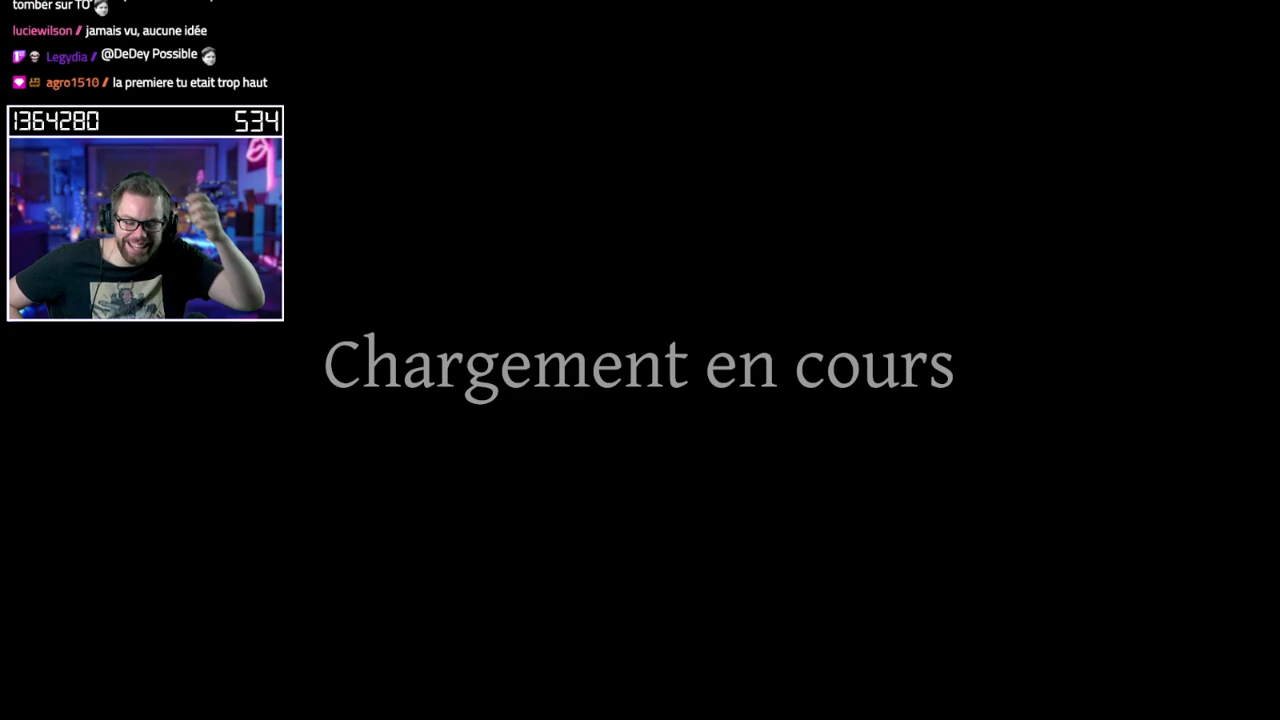 tomber sur TO
luciewilson / jamais vu, aucune idée
Legydia / @DeDey Possible
agro1510 / la premiere tu etait trop haut
1364280 534
Chargement en cours